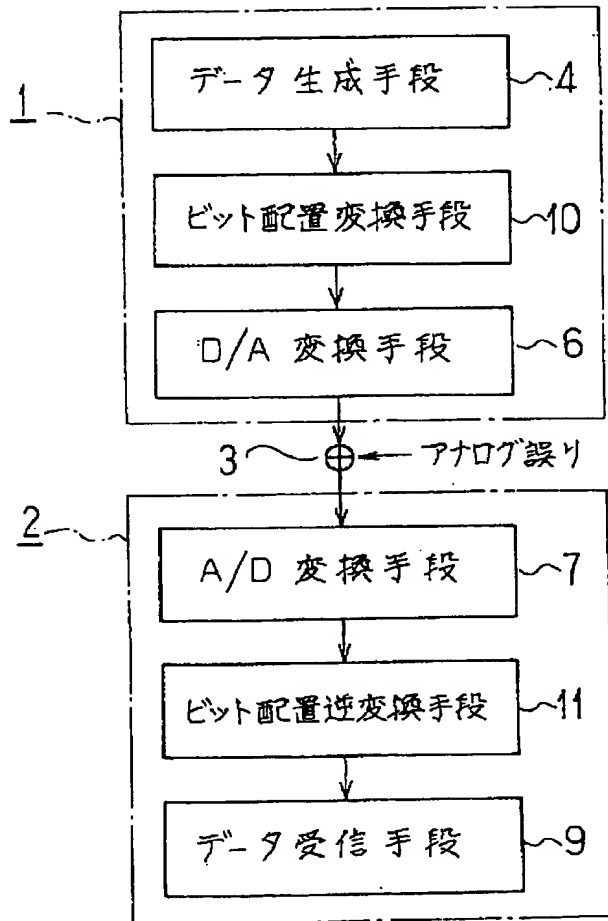 データ生成手段 4
1
ビット配置変換手段 10
D/A 変換手段 6
3 アナログ誤り
2
A/D 変換手段 7
ビット配置逆変換手段 11
データ受信手段 9